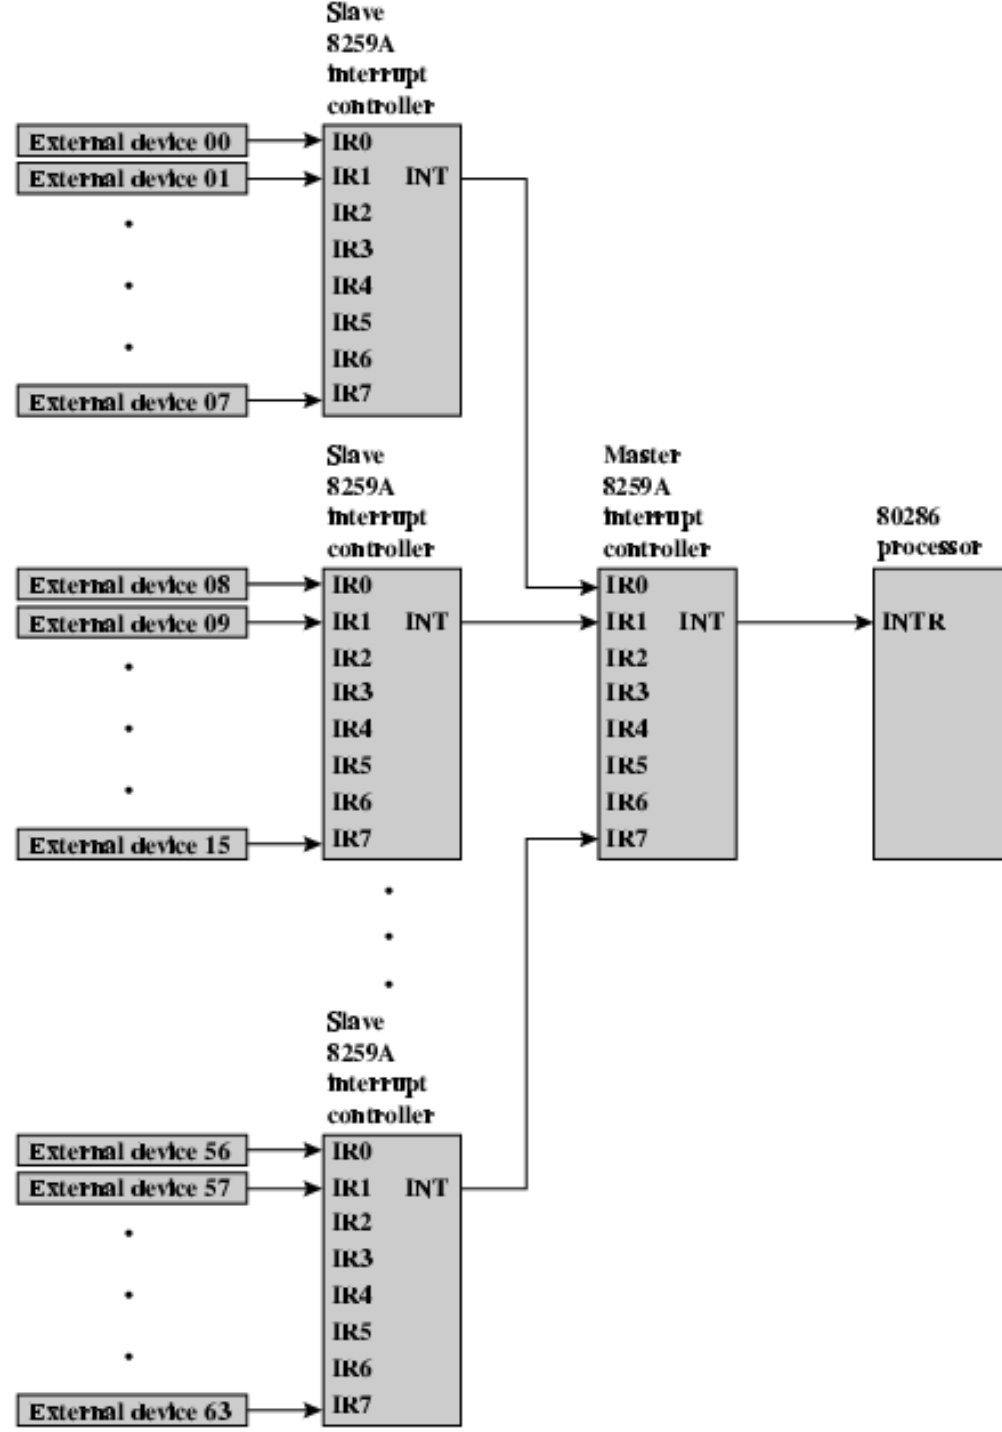 Slave
8259A
interrupt
controller
External device 00
IR0
External device 01
IR1 INT
IR2
IR3
IR4
IR5
IR6
External device 07
IR7
Slave
8259A
interrupt
controller
Master
8259A
interrupt
controller
80286
processor
External device 08
IR0
External device 09
IR1 INT
IR2
IR3
IR4
IR5
IR6
External device 15
IR7
IR0
IR1 INT
IR2
IR3
IR4
IR5
IR6
IR7
INTR
Slave
8259A
interrupt
controller
External device 56
IR0
External device 57
IR1 INT
IR2
IR3
IR4
IR5
IR6
External device 63
IR7